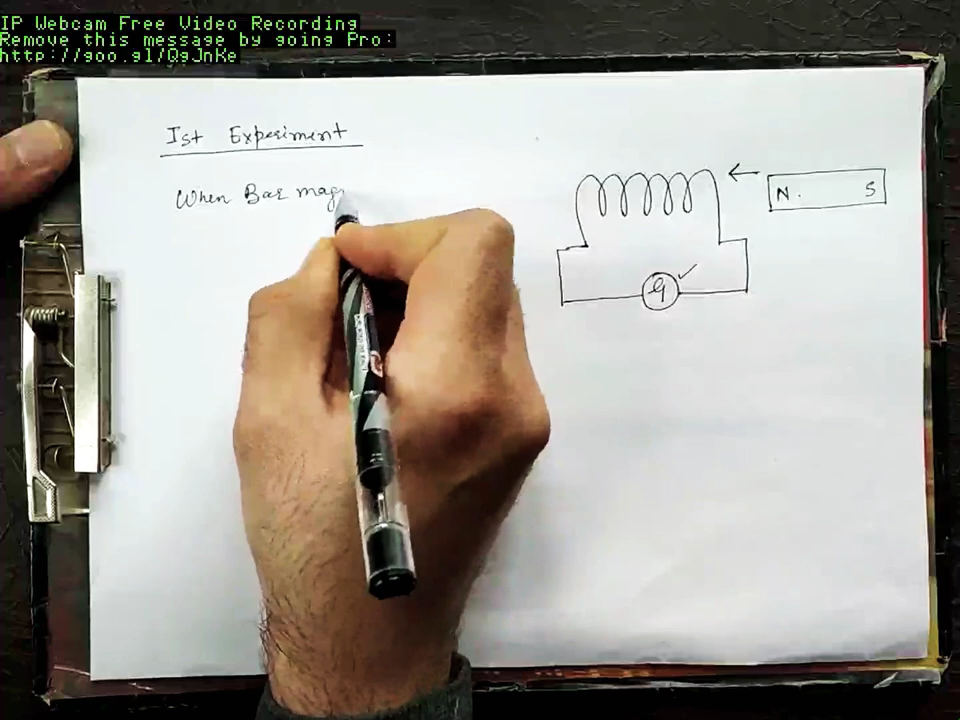 IP Webcam Free Video Recording
Remove this message by going Pro:
http://goo.gl/Q9JnKe
Ist Experiment
When Bar mag
N. S
G